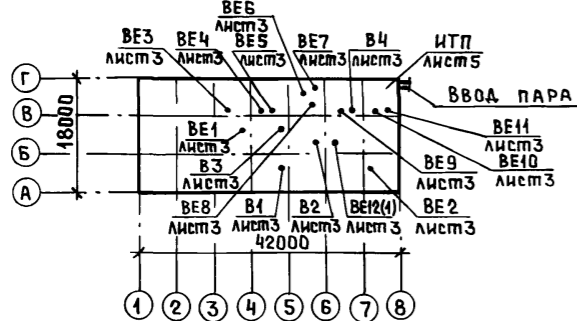 ВЕ6
лист3
ВЕ3
лист3
ВЕ4
лист3
ВЕ5
лист3
ВЕ7
лист3
В4
лист3
ИТП
лист5
Г
В
Б
А
18000
ВВОД ПАРА
ВЕ1
лист3
В3
лист3
ВЕ8
лист3
В1
лист3
В2
лист3
ВЕ12(1)
лист3
ВЕ9
лист3
ВЕ2
лист3
ВЕ11
лист3
ВЕ10
лист3
42000
1 2 3 4 5 6 7 8